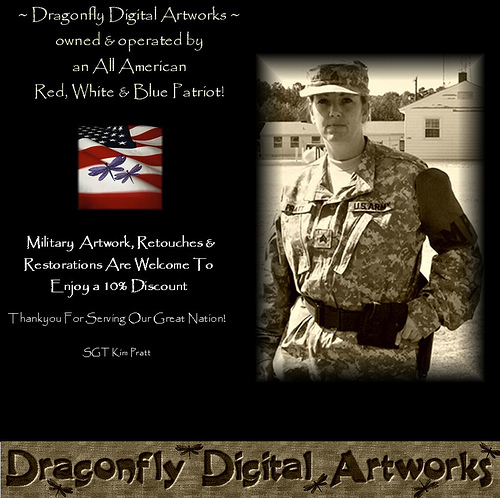 ~ Dragonfly Digital Artworks ~
owned & operated by
an All American
Red, White & Blue Patriot!
PRATT
U.S. ARMY
Military Artwork, Retouches &
Restorations Are Welcome To
Enjoy a 10% Discount
Thankyou For Serving Our Great Nation!
SGT Kim Pratt
Dragonfly Digital Artworks